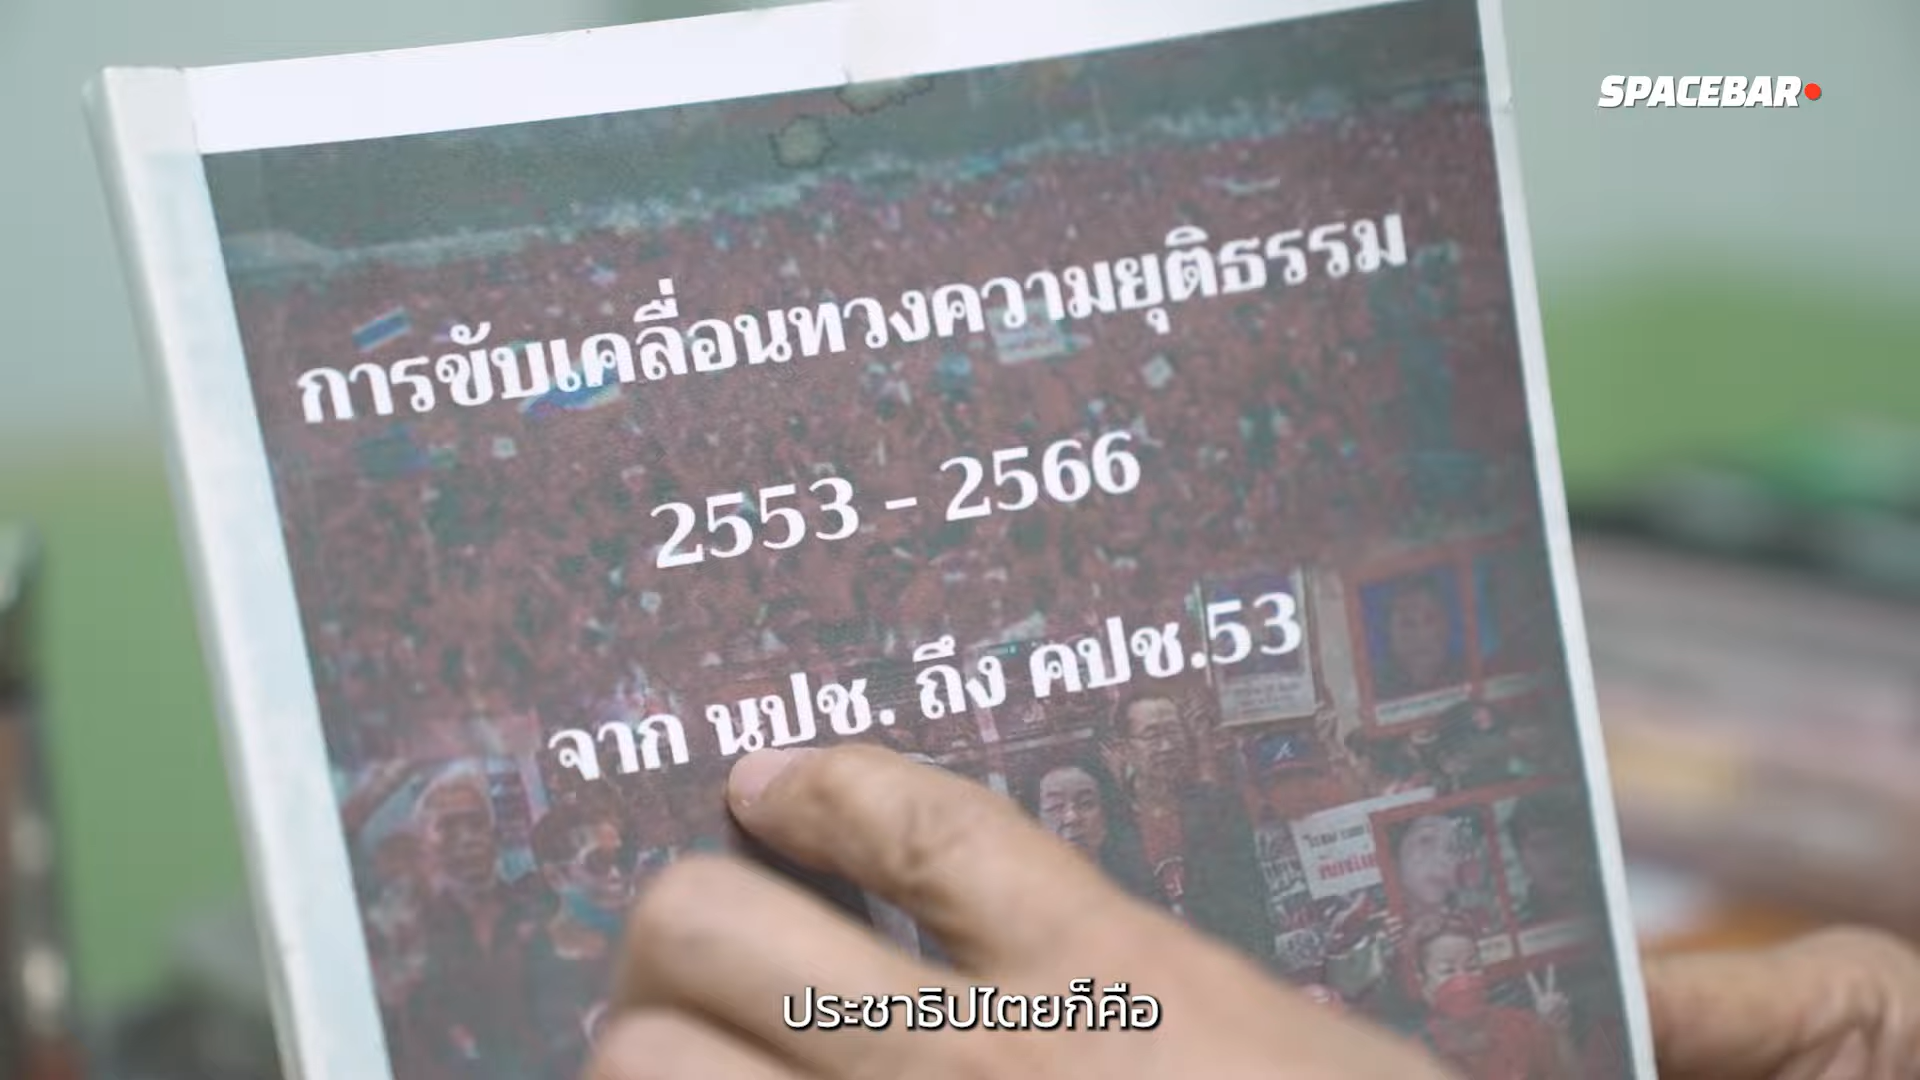 SPACEBAR
การขับเคลื่อนทวงความยุติธรรม
2553 - 2566
จาก นปช. ถึง คปช.53
ประชาธิปไตยก็คือ